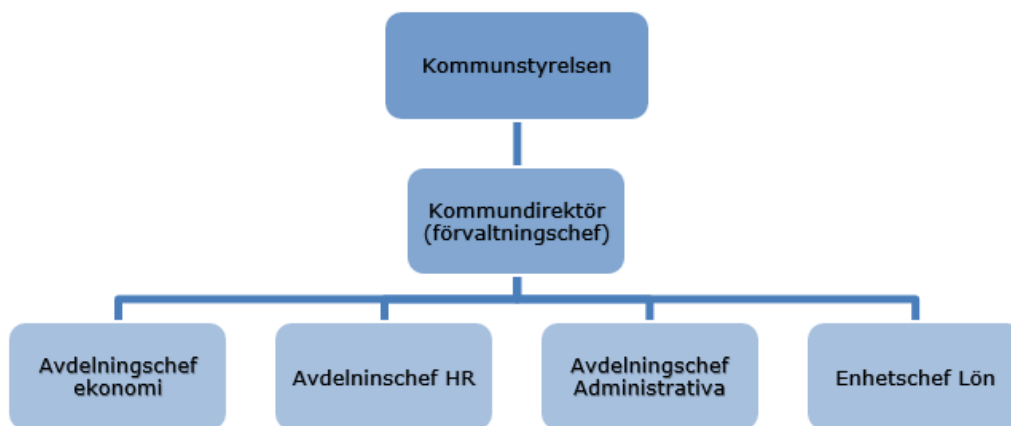 Kommunstyrelsen
Kommundirektör
(förvaltningschef)
Avdelningschef
ekonomi
Avdelninschef HR
Avdelningschef
Administrativa
Enhetschef Lön